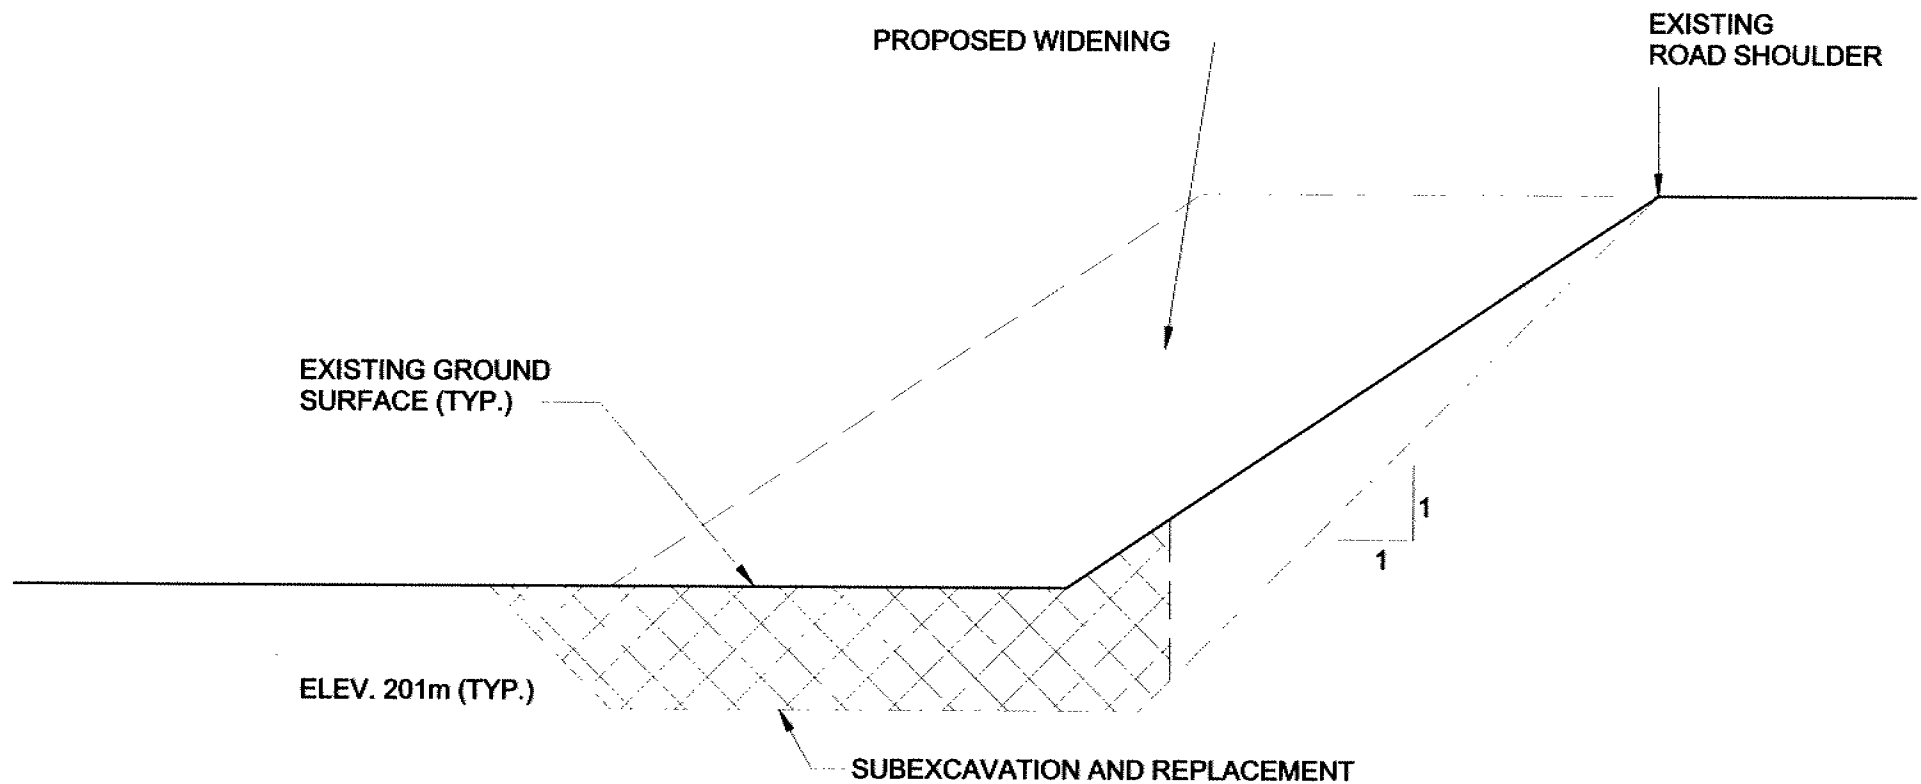 PROPOSED WIDENING
EXISTING
ROAD SHOULDER
EXISTING GROUND
SURFACE (TYP.)
1
1
ELEV. 201m (TYP.)
SUBEXCAVATION AND REPLACEMENT